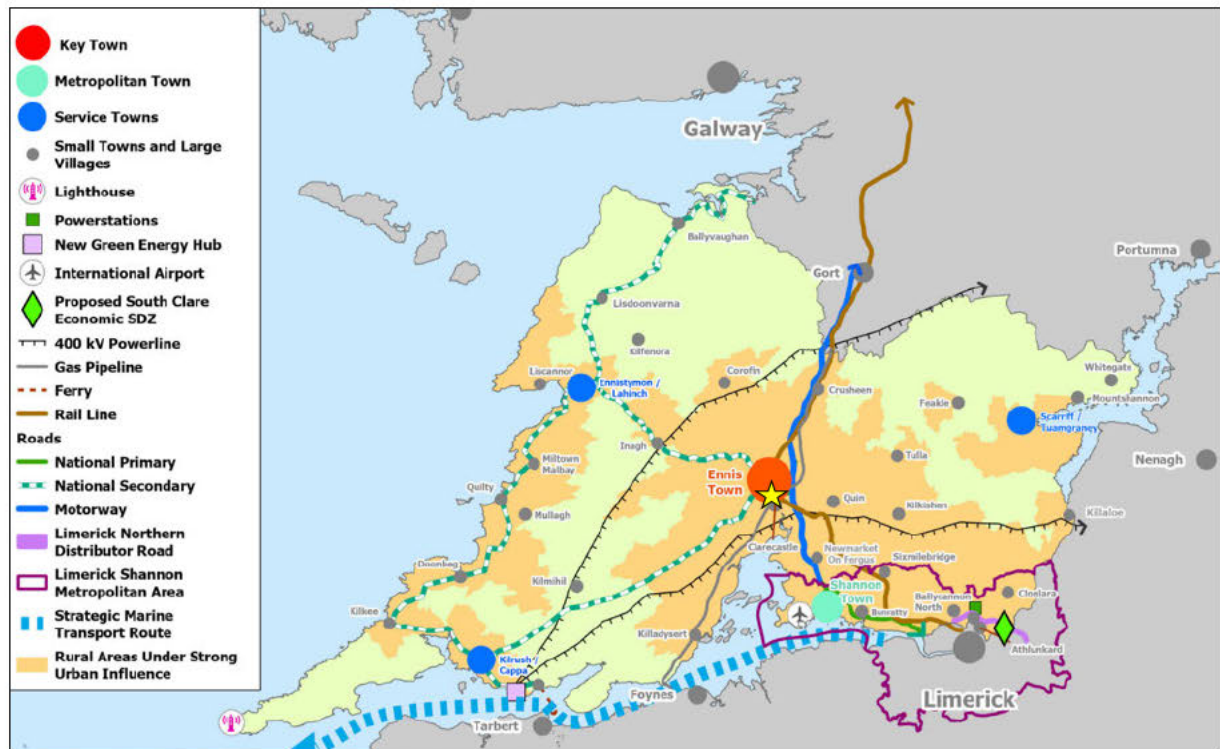 Key Town
Metropolitan Town
Service Towns
Small Towns and Large
Villages
Lighthouse
Powerstations
New Green Energy Hub
International Airport
Proposed South Clare
Economic SDZ
400 kV Powerline
Gas Pipeline
Ferry
Rail Line
Roads
National Primary
National Secondary
Motorway
Limerick Northern
Distributor Road
Limerick Shannon
Metropolitan Area
Strategic Marine
Transport Route
Rural Areas Under Strong
Urban Influence
Galway
Ballyvaughan
Portumna
Gort
Lisdoonvarna
Kilfenora
Liscannor
Ennistymon /
Lahinch
Corofin
Crusheen
Whitegate
Mountshannon
Feakle
Scarriff /
Tuamgraney
Inagh
Tulla
Miltown
Malbay
Ennis
Town
Nenagh
Quilty
Mullagh
Quin
Kilkishen
Killaloe
Clarecastle
Newmarket
On Fergus
Sixmilebridge
Doonbeg
Kilmihil
Shannon
Town
Bunratty
Ballycannon
North
Clonlara
Kilkee
Killadysert
Athlunkard
Kilrush /
Cappa
Foynes
Limerick
Tarbert